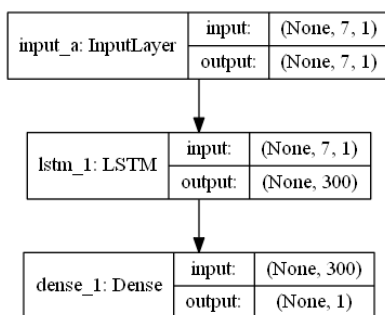 input_a: InputLayer
input: (None, 7, 1)
output: (None, 7, 1)
lstm_1: LSTM
input: (None, 7, 1)
output: (None, 300)
dense_1: Dense
input: (None, 300)
output: (None, 1)